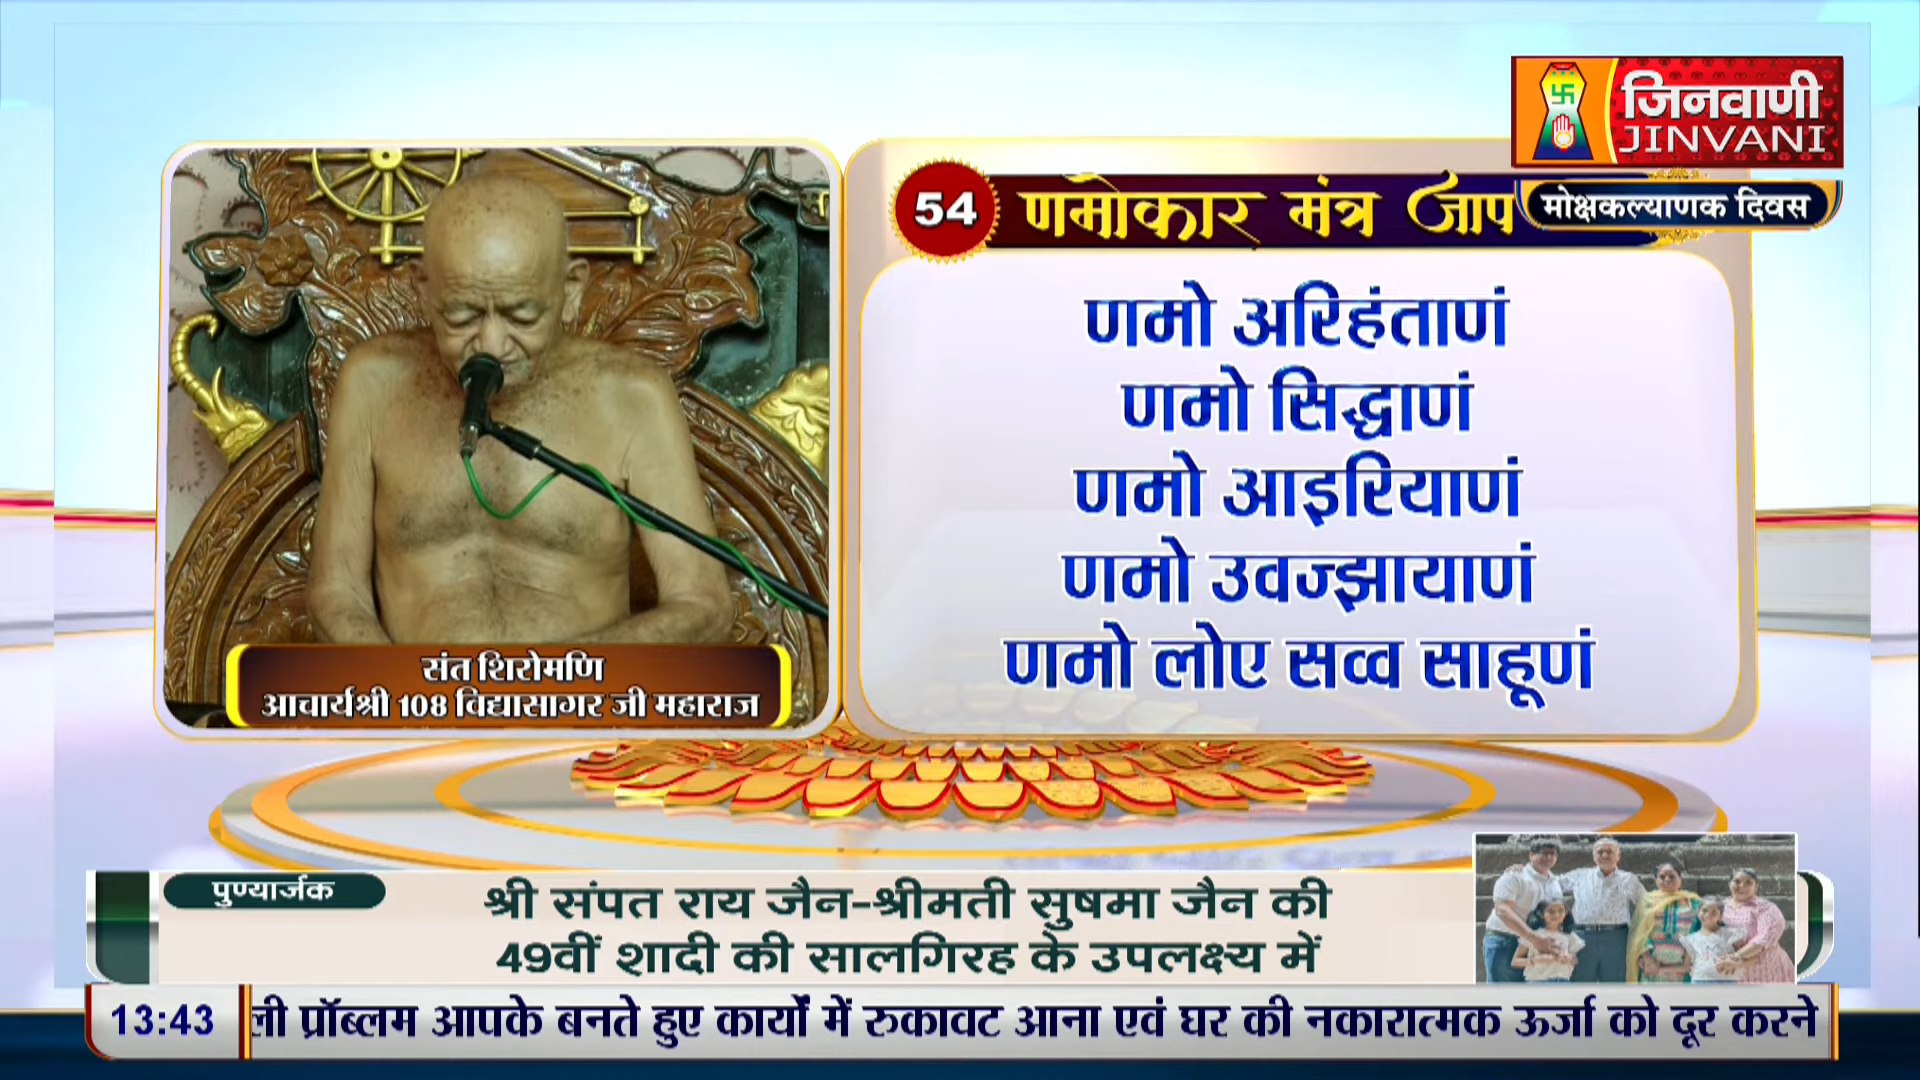 जिनवाणी
JINVANI
54 णमोकार मंत्र जाप
मोक्षकल्याणक दिवस
णमो अरिहंताणं
णमो सिद्धाणं
णमो आइरियाणं
णमो उवज्झायाणं
णमो लोए सव्व साहूणं
संत शिरोमणि
आचार्यश्री 108 विद्यासागर जी महाराज
पुण्यार्जक
श्री संपत राय जैन-श्रीमती सुषमा जैन की
49वीं शादी की सालगिरह के उपलक्ष्य में
13:43
ली प्रॉब्लम आपके बनते हुए कार्यों में रुकावट आना एवं घर की नकारात्मक ऊर्जा को दूर करने